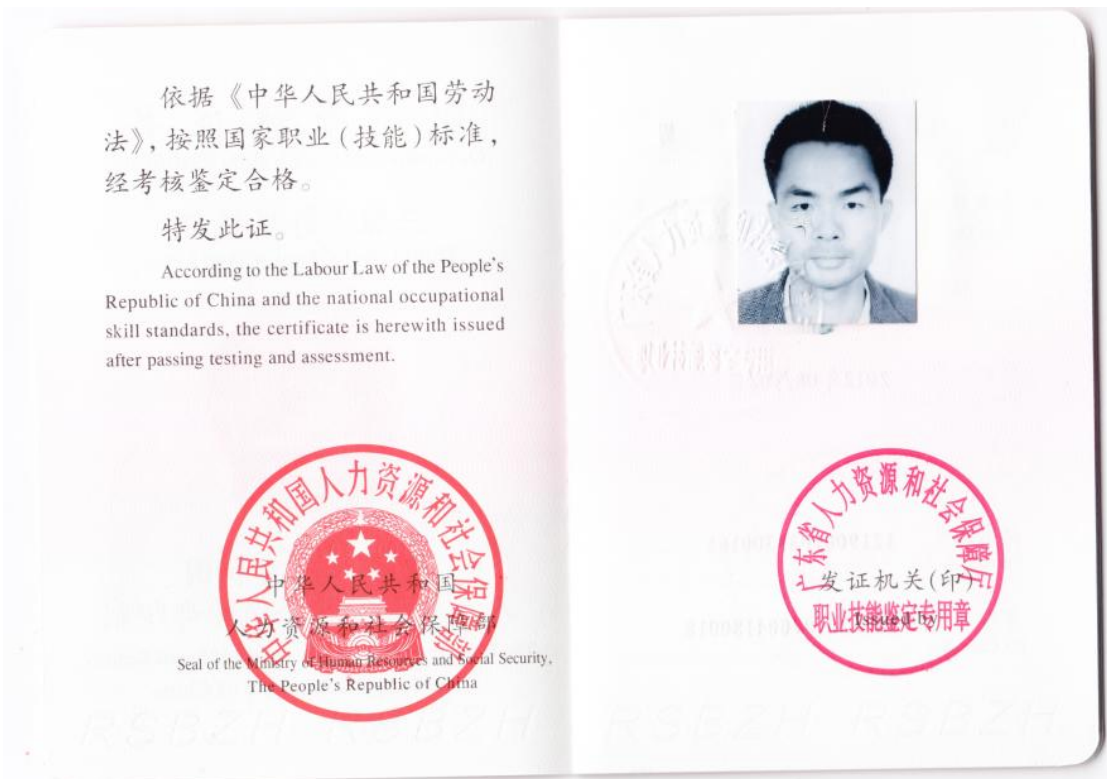 依据《中华人民共和国劳动
法》，按照国家职业（技能）标准，
经考核鉴定合格。
特发此证。
According to the Labour Law of the People's
Republic of China and the national occupational
skill standards, the certificate is herewith issued
after passing testing and assessment.
中华人民共和国人力资源和社会保障部
中华人民共和国
人力资源和社会保障部
Seal of the Ministry of Human Resources and Social Security,
The People's Republic of China
广东省人力资源和社会保障厅
发证机关(印)
职业技能鉴定专用章
Issued by
RSBZH RSBZH RSBZH RSBZH